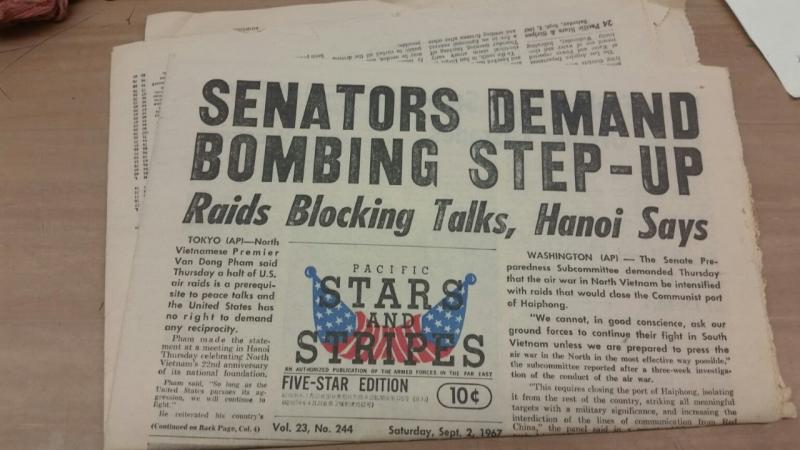 24 Pacific Stars & Stripes
Saturday, Sept. 2, 1967
SENATORS DEMAND
BOMBING STEP-UP
Raids Blocking Talks, Hanoi Says
TOKYO (AP)—North
Vietnamese Premier
Van Dong Pham said
Thursday a halt of U.S.
air raids is a prerequi-
site to peace talks and
the United States has
no right to demand
any reciprocity.
Pham made the state-
ment at a meeting in Hanoi
Thursday celebrating North
Vietnam's 22nd anniversary
of its national foundation.
Pham said, "So long as the
United States pursues its ag-
gression, we will continue to
fight."
He reiterated his country's
(Continued on Back Page, Col. 4)
PACIFIC
STARS
AND
STRIPES
AN AUTHORIZED PUBLICATION OF THE ARMED FORCES IN THE FAR EAST
FIVE-STAR EDITION
10¢
Vol. 23, No. 244
Saturday, Sept. 2, 1967
WASHINGTON (AP) — The Senate Pre-
paredness Subcommittee demanded Thursday
that the air war in North Vietnam be intensified
with raids that would close the Communist port
of Haiphong.
"We cannot, in good conscience, ask our
ground forces to continue their fight in South
Vietnam unless we are prepared to press the
air war in the North in the most effective way possible,"
the subcommittee reported after a three-week investiga-
tion of the conduct of the air war.
"This requires closing the port of Haiphong, isolating
it from the rest of the country, striking all meaningful
targets with a military significance, and increasing the
interdiction of the lines of communication from Red
China," the panel said